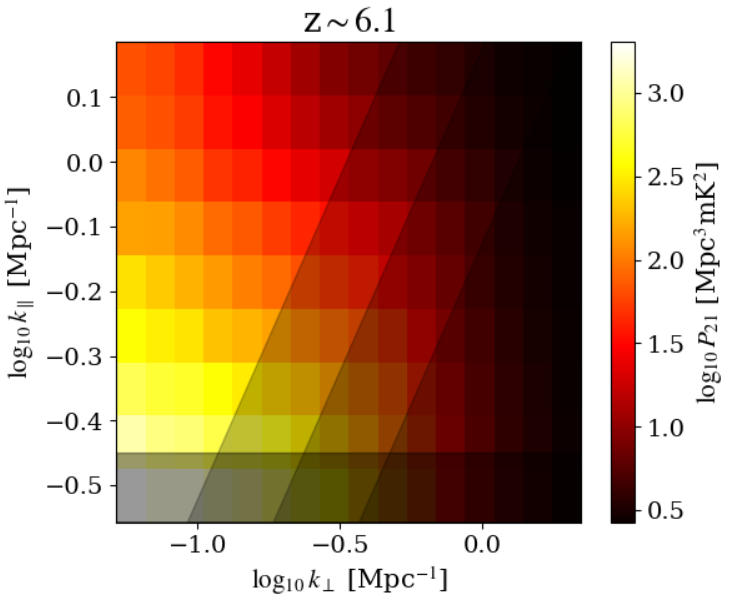 z~6.1
log₁₀ k∥ [Mpc⁻¹]
0.1
0.0
−0.1
−0.2
−0.3
−0.4
−0.5
−1.0 −0.5 0.0
log₁₀ k⊥ [Mpc⁻¹]
3.0
2.5
2.0
1.5
1.0
0.5
log₁₀ P₂₁ [Mpc³mK²]